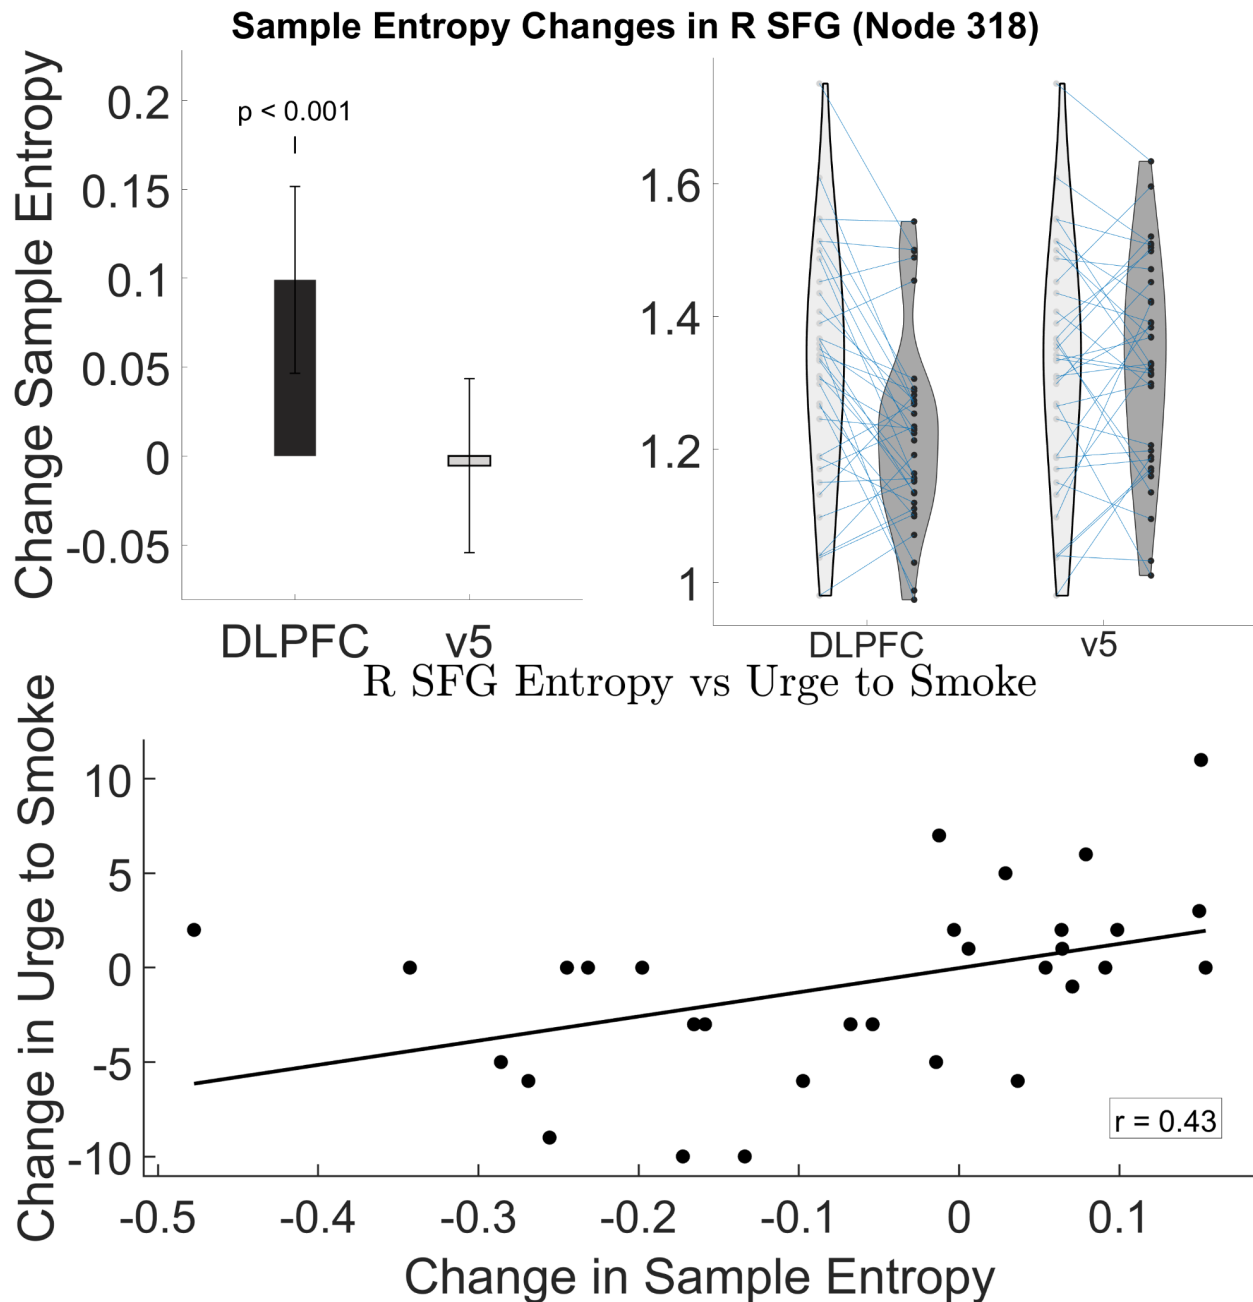 Sample Entropy Changes in R SFG (Node 318)
Change Sample Entropy
0.2
0.15
0.1
0.05
0
-0.05
p < 0.001
DLPFC
v5
1.6
1.4
1.2
1
DLPFC
v5
R SFG Entropy vs Urge to Smoke
Change in Urge to Smoke
10
5
0
-5
-10
r = 0.43
-0.5
-0.4
-0.3
-0.2
-0.1
0
0.1
Change in Sample Entropy